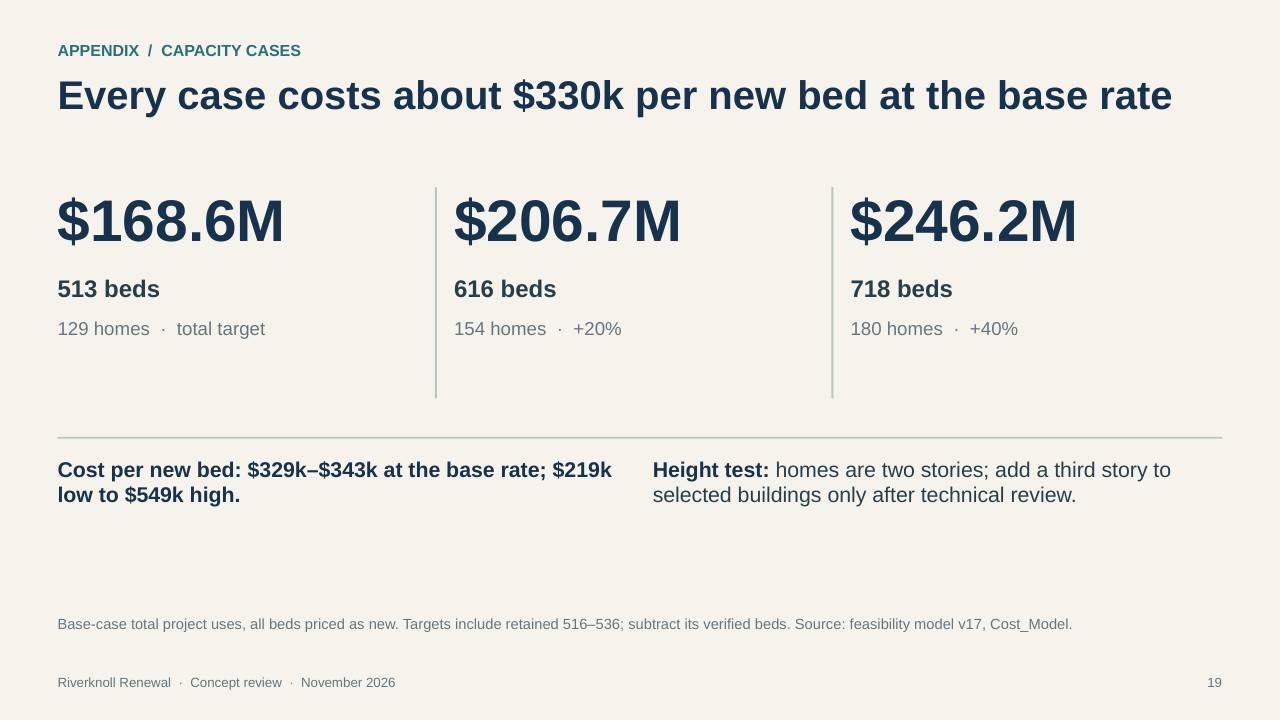 APPENDIX / CAPACITY CASES
Every case costs about $330k per new bed at the base rate
$168.6M
513 beds
129 homes · total target
$206.7M
616 beds
154 homes · +20%
$246.2M
718 beds
180 homes · +40%
Cost per new bed: $329k–$343k at the base rate; $219k
low to $549k high.
Height test: homes are two stories; add a third story to
selected buildings only after technical review.
Base-case total project uses, all beds priced as new. Targets include retained 516–536; subtract its verified beds. Source: feasibility model v17, Cost_Model.
Riverknoll Renewal · Concept review · November 2026
19